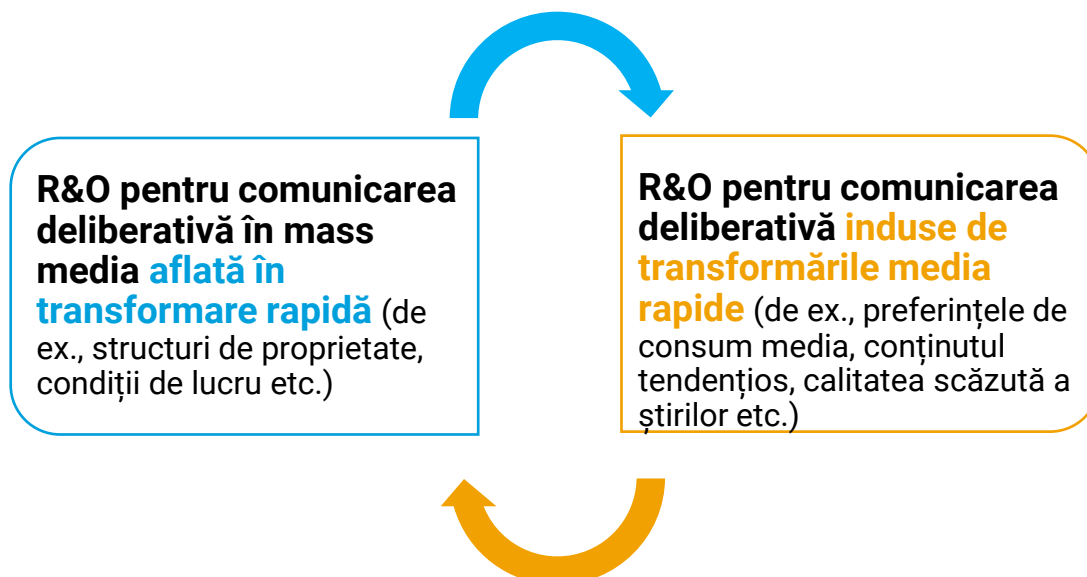 R&O pentru comunicarea
deliberativă în mass
media aflată în
transformare rapidă (de
ex., structuri de proprietate,
condiții de lucru etc.)
R&O pentru comunicarea
deliberativă induse de
transformările media
rapide (de ex., preferințele de
consum media, conținutul
tendențios, calitatea scăzută a
știrilor etc.)